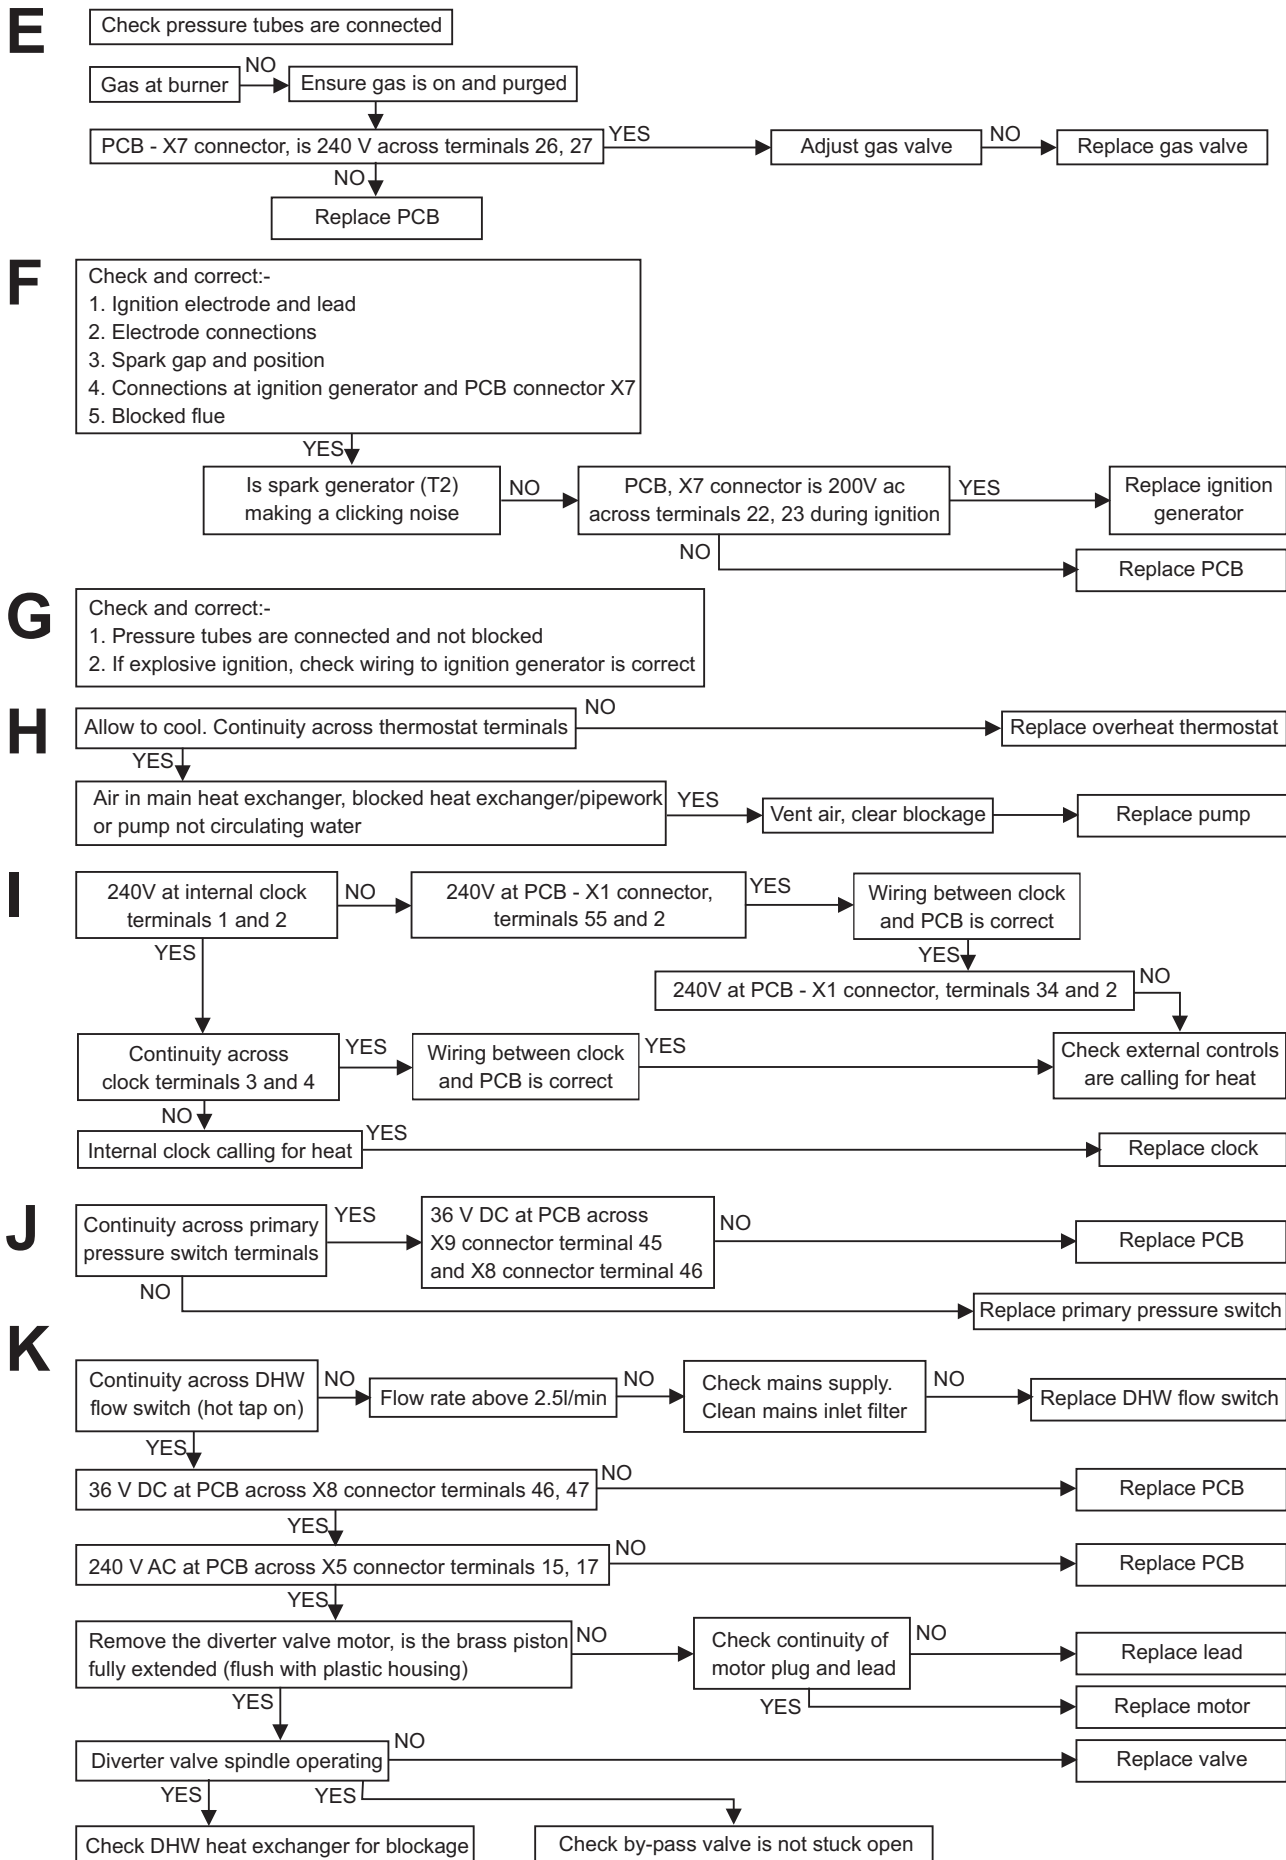 E
Check pressure tubes are connected
Gas at burner
NO
Ensure gas is on and purged
PCB - X7 connector, is 240 V across terminals 26, 27
YES
Adjust gas valve
NO
Replace gas valve
NO
Replace PCB
F
Check and correct:-
1. Ignition electrode and lead
2. Electrode connections
3. Spark gap and position
4. Connections at ignition generator and PCB connector X7
5. Blocked flue
YES
Is spark generator (T2)
making a clicking noise
NO
PCB, X7 connector is 200V ac
across terminals 22, 23 during ignition
YES
Replace ignition
generator
NO
Replace PCB
G
Check and correct:-
1. Pressure tubes are connected and not blocked
2. If explosive ignition, check wiring to ignition generator is correct
H
Allow to cool. Continuity across thermostat terminals
NO
Replace overheat thermostat
YES
Air in main heat exchanger, blocked heat exchanger/pipework
or pump not circulating water
YES
Vent air, clear blockage
Replace pump
I
240V at internal clock
terminals 1 and 2
NO
240V at PCB - X1 connector,
terminals 55 and 2
YES
Wiring between clock
and PCB is correct
YES
YES
240V at PCB - X1 connector, terminals 34 and 2
NO
Continuity across
clock terminals 3 and 4
YES
Wiring between clock
and PCB is correct
YES
Check external controls
are calling for heat
NO
Internal clock calling for heat
YES
Replace clock
J
Continuity across primary
pressure switch terminals
YES
36 V DC at PCB across
X9 connector terminal 45
and X8 connector terminal 46
NO
Replace PCB
NO
Replace primary pressure switch
K
Continuity across DHW
flow switch (hot tap on)
NO
Flow rate above 2.5l/min
NO
Check mains supply.
Clean mains inlet filter
NO
Replace DHW flow switch
YES
36 V DC at PCB across X8 connector terminals 46, 47
NO
Replace PCB
YES
240 V AC at PCB across X5 connector terminals 15, 17
NO
Replace PCB
YES
Remove the diverter valve motor, is the brass piston
fully extended (flush with plastic housing)
NO
Check continuity of
motor plug and lead
NO
Replace lead
YES
Replace motor
YES
Diverter valve spindle operating
NO
Replace valve
YES
YES
Check DHW heat exchanger for blockage
Check by-pass valve is not stuck open